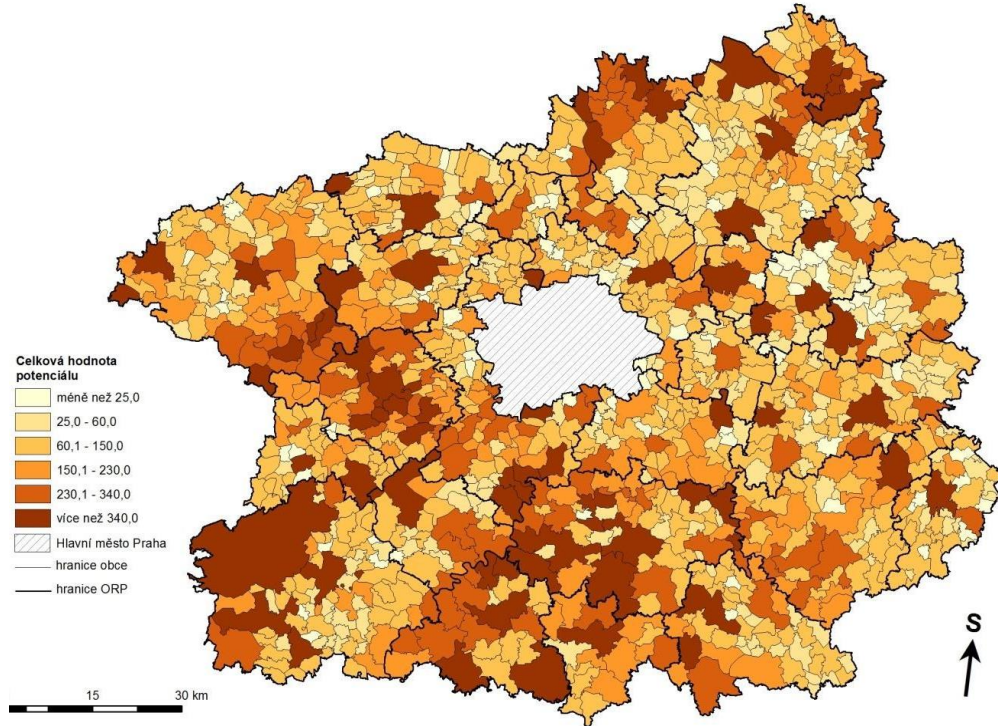 Celková hodnota
potenciálu
méně než 25,0
25,0 - 60,0
60,1 - 150,0
150,1 - 230,0
230,1 - 340,0
více než 340,0
Hlavní město Praha
hranice obce
hranice ORP
15 30 km
S